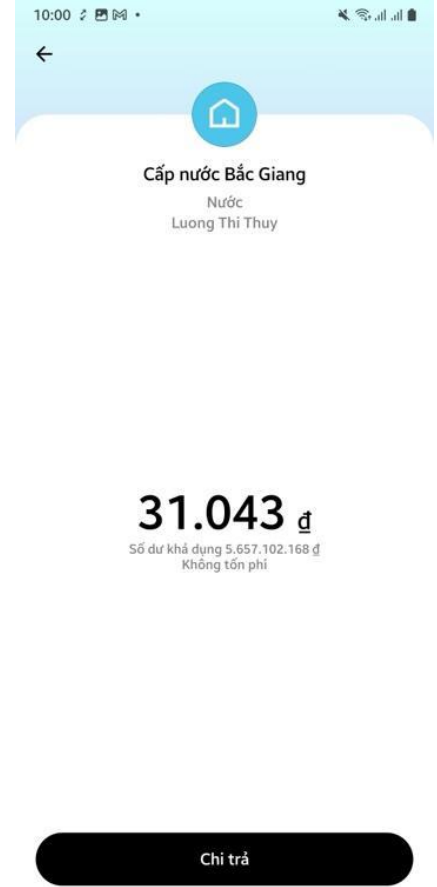 10:00
Cấp nước Bắc Giang
Nước
Luong Thi Thuy
31.043 ₫
Số dư khả dụng 5.657.102.168 ₫
Không tốn phí
Chi trả